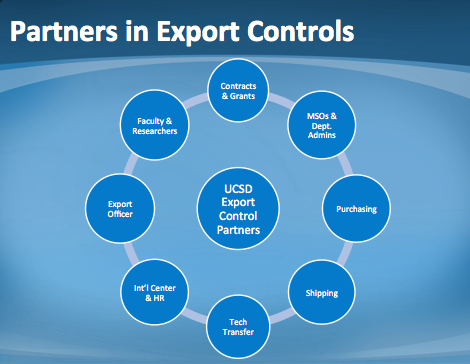 Partners in Export Controls
Contracts
& Grants
MSOs &
Dept.
Admins
Purchasing
Shipping
Tech
Transfer
Int'l Center
& HR
Export
Officer
Faculty &
Researchers
UCSD
Export
Control
Partners